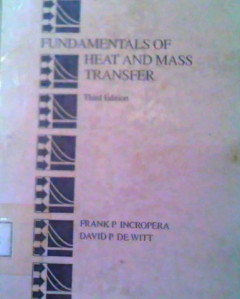 FUNDAMENTALS OF
HEAT AND MASS
TRANSFER
Third Edition
FRANK P. INCROPERA
DAVID P. DE WITT